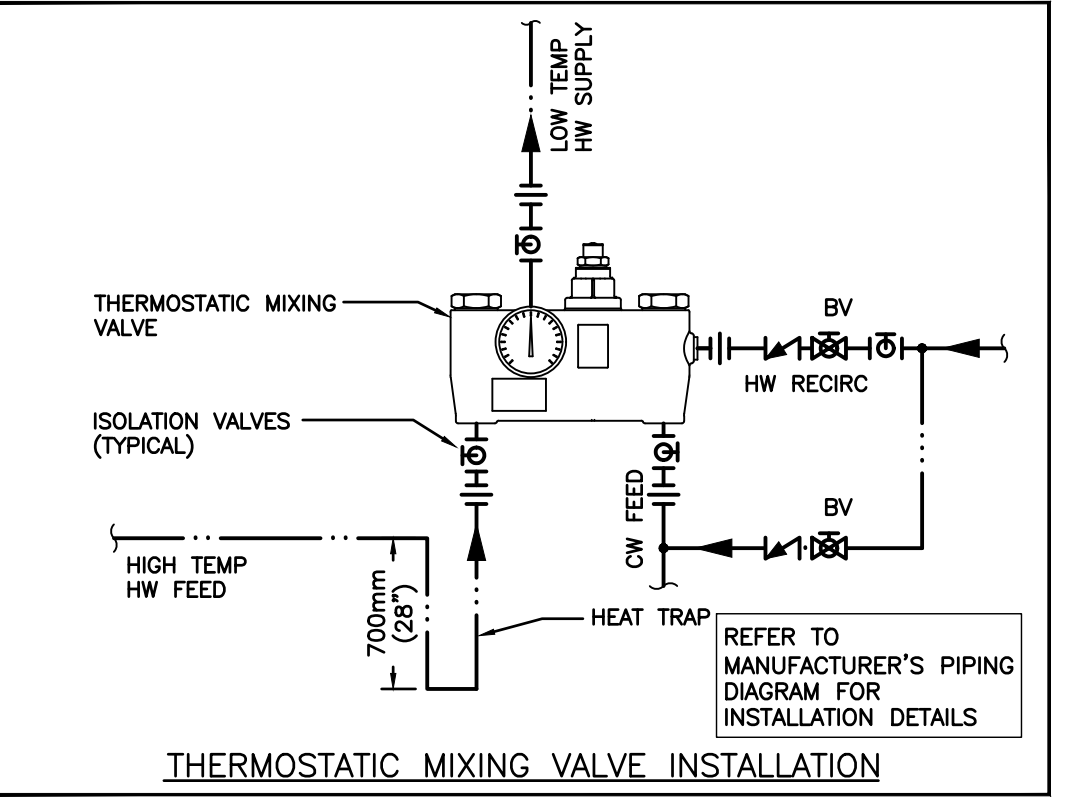 LOW TEMP
HW SUPPLY
THERMOSTATIC MIXING
VALVE
BV
HW RECIRC
ISOLATION VALVES
(TYPICAL)
CW FEED
BV
HIGH TEMP
HW FEED
700mm
(28")
HEAT TRAP
REFER TO
MANUFACTURER'S PIPING
DIAGRAM FOR
INSTALLATION DETAILS
THERMOSTATIC MIXING VALVE INSTALLATION